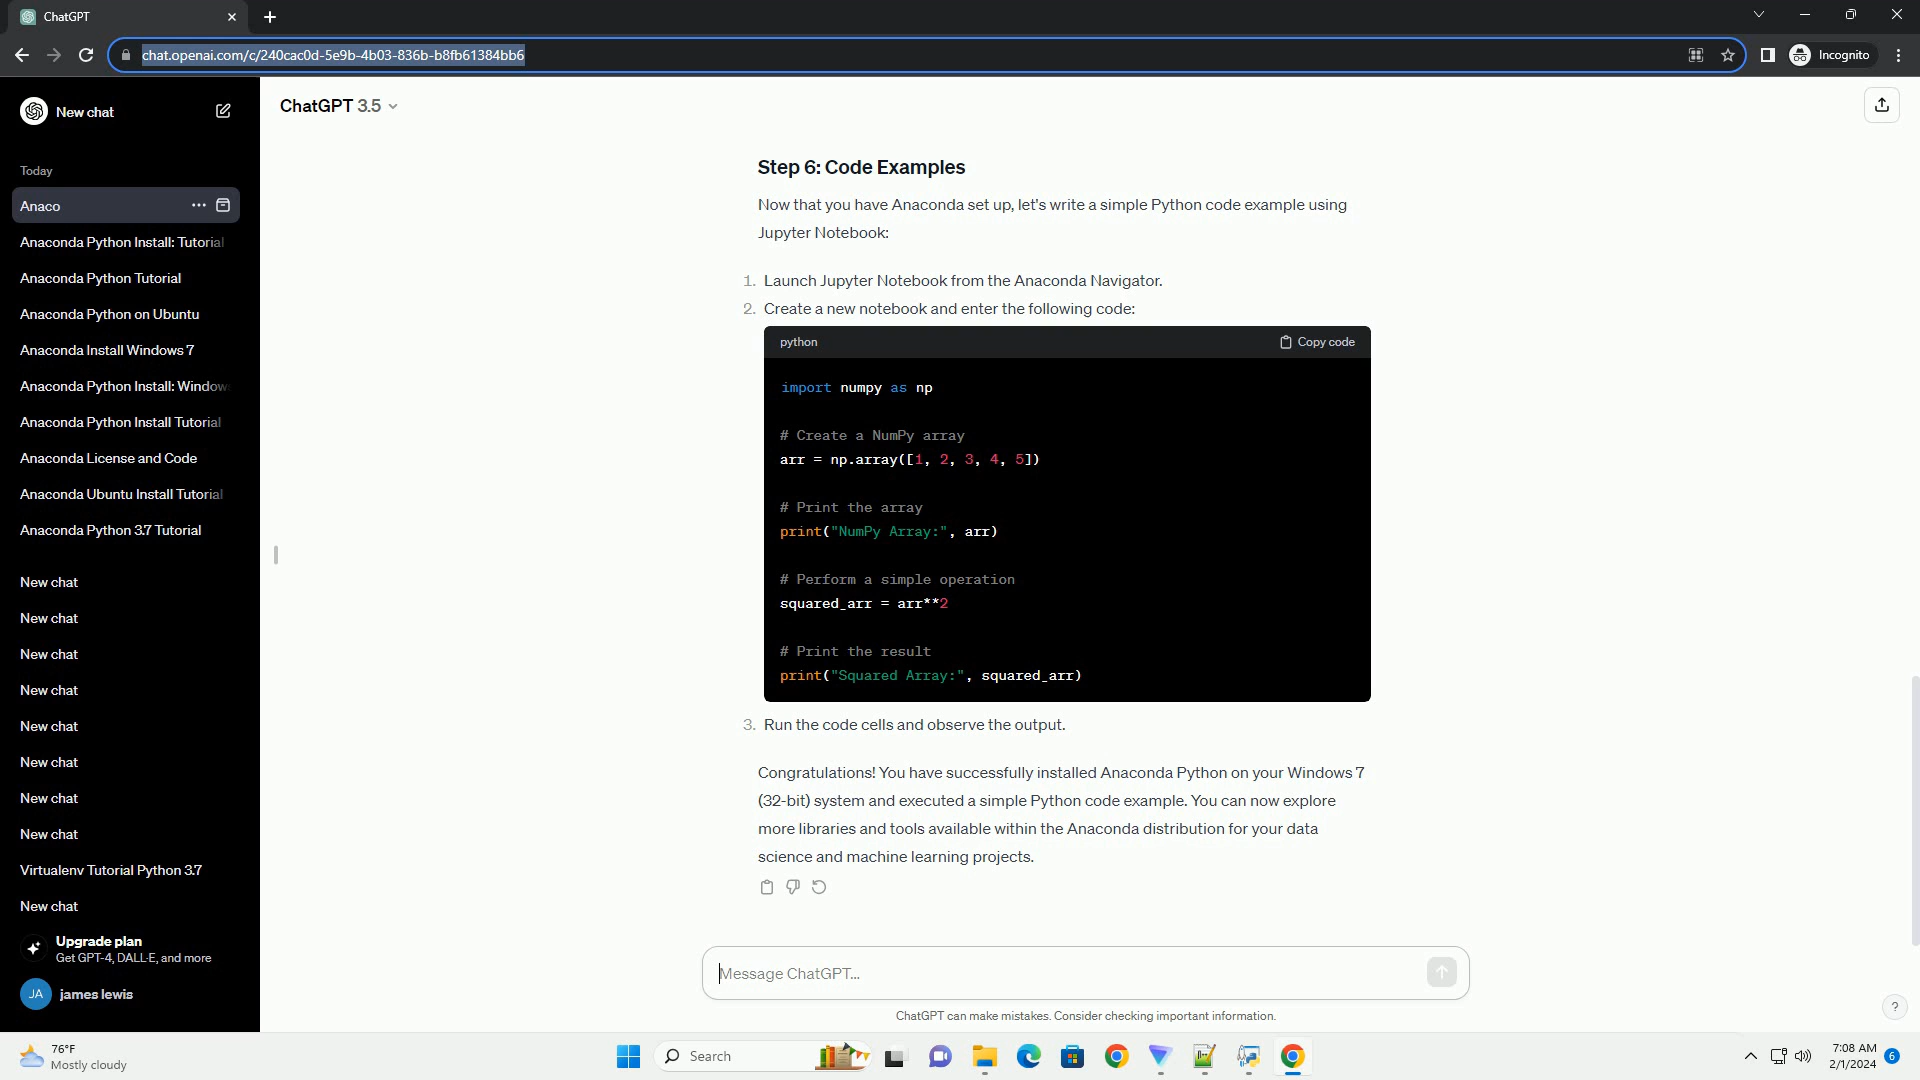 ChatGPT
chat.openai.com/c/240cac0d-5e9b-4b03-836b-b8fb61384bb6
Incognito
New chat
ChatGPT 3.5
Today
Anaco
Anaconda Python Install: Tutorial
Anaconda Python Tutorial
Anaconda Python on Ubuntu
Anaconda Install Windows 7
Anaconda Python Install: Window
Anaconda Python Install Tutorial
Anaconda License and Code
Anaconda Ubuntu Install Tutorial
Anaconda Python 3.7 Tutorial
New chat
New chat
New chat
New chat
New chat
New chat
New chat
New chat
Virtualenv Tutorial Python 3.7
New chat
Upgrade plan
Get GPT-4, DALL·E, and more
JA
james lewis
Step 6: Code Examples
Now that you have Anaconda set up, let's write a simple Python code example using
Jupyter Notebook:
1. Launch Jupyter Notebook from the Anaconda Navigator.
2. Create a new notebook and enter the following code:
python
Copy code
import numpy as np
# Create a NumPy array
arr = np.array([1, 2, 3, 4, 5])
# Print the array
print("NumPy Array:", arr)
# Perform a simple operation
squared_arr = arr**2
# Print the result
print("Squared Array:", squared_arr)
3. Run the code cells and observe the output.
Congratulations! You have successfully installed Anaconda Python on your Windows 7
(32-bit) system and executed a simple Python code example. You can now explore
more libraries and tools available within the Anaconda distribution for your data
science and machine learning projects.
Message ChatGPT...
ChatGPT can make mistakes. Consider checking important information.
?
76°F
Mostly cloudy
Search
7:08 AM
2/1/2024
6